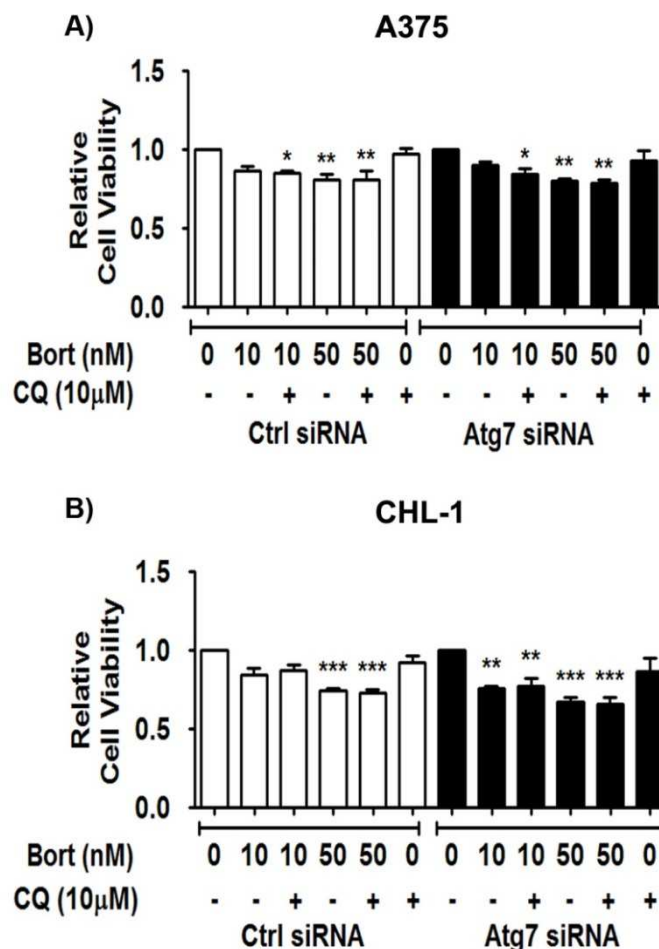 A)
A375
Relative
Cell Viability
1.5
1.0
0.5
0.0
* ** ** * ** **
Bort (nM) 0 10 10 50 50 0 0 10 10 50 50 0
CQ (10μM) - - + - + + - - + - + +
Ctrl siRNA Atg7 siRNA
B)
CHL-1
Relative
Cell Viability
1.5
1.0
0.5
0.0
*** *** ** ** *** ***
Bort (nM) 0 10 10 50 50 0 0 10 10 50 50 0
CQ (10μM) - - + - + + - - + - + +
Ctrl siRNA Atg7 siRNA